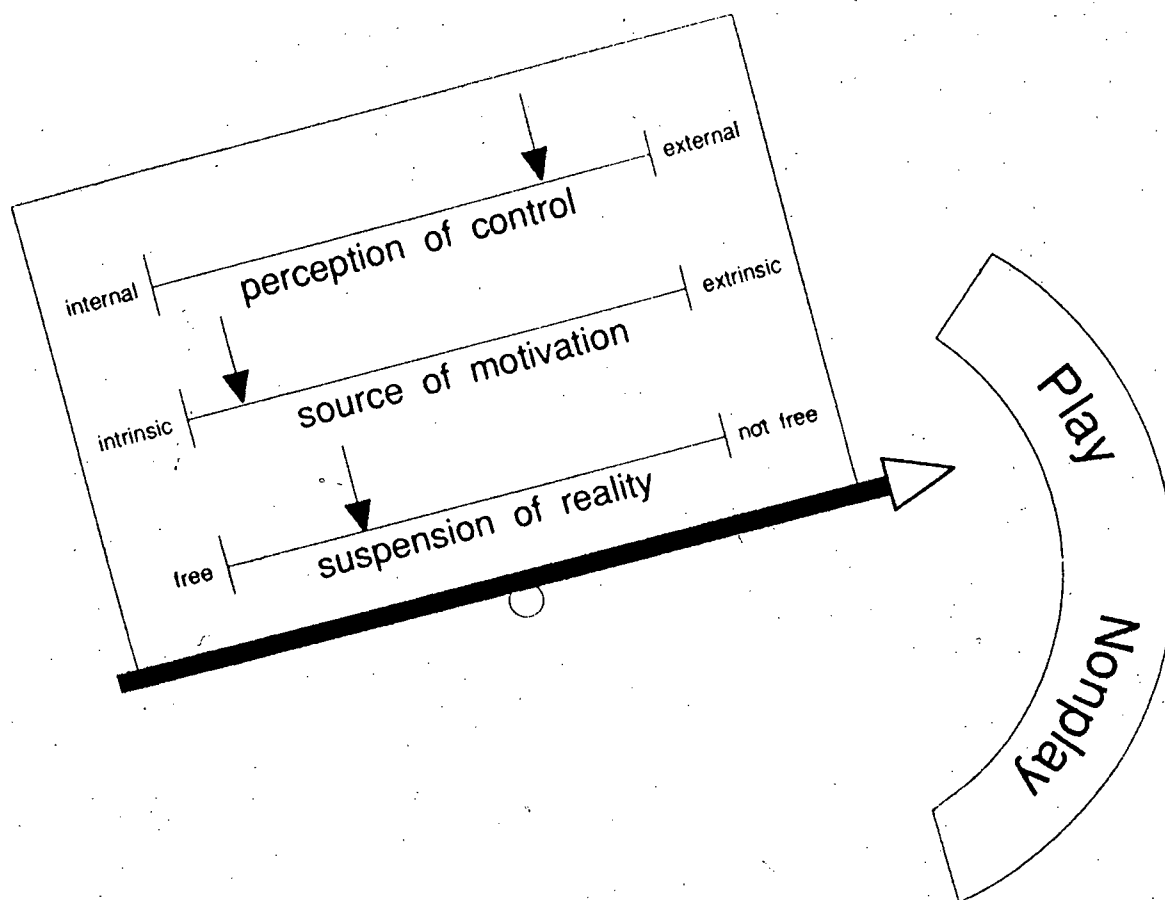 external
internal
perception of control
extrinsic
intrinsic
source of motivation
not free
free
suspension of reality
Play
Nonplay